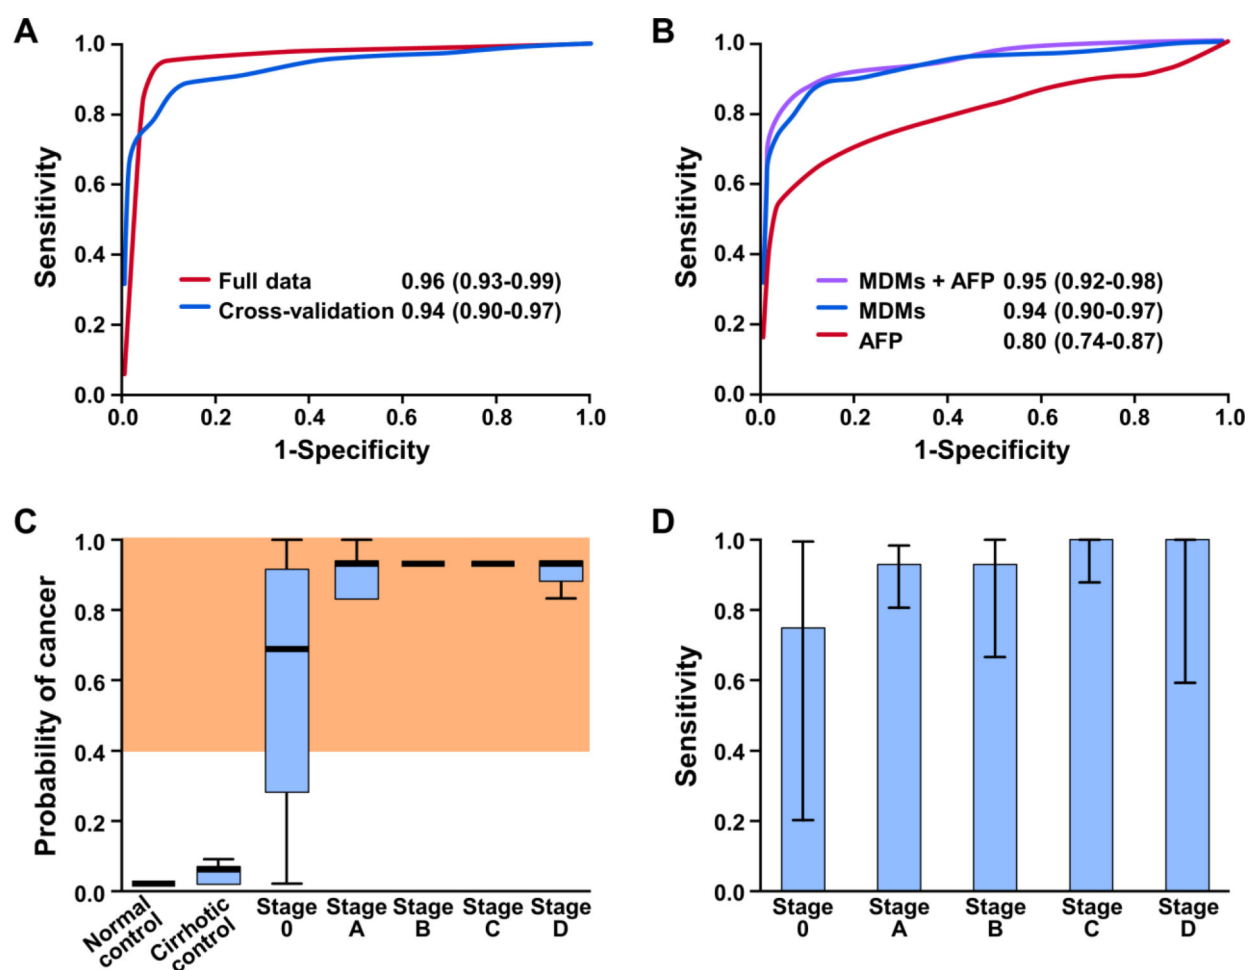 A
1.0
0.8
0.6
0.4
0.2
0.0
Sensitivity
Full data 0.96 (0.93-0.99)
Cross-validation 0.94 (0.90-0.97)
0.0 0.2 0.4 0.6 0.8 1.0
1-Specificity
B
1.0
0.8
0.6
0.4
0.2
0.0
Sensitivity
MDMs + AFP 0.95 (0.92-0.98)
MDMs 0.94 (0.90-0.97)
AFP 0.80 (0.74-0.87)
0.0 0.2 0.4 0.6 0.8 1.0
1-Specificity
C
1.0
0.8
0.6
0.4
0.2
0.0
Probability of cancer
Normal
control
Cirrhotic
control
Stage
0
Stage
A
Stage
B
Stage
C
Stage
D
D
1.0
0.8
0.6
0.4
0.2
0.0
Sensitivity
Stage
0
Stage
A
Stage
B
Stage
C
Stage
D